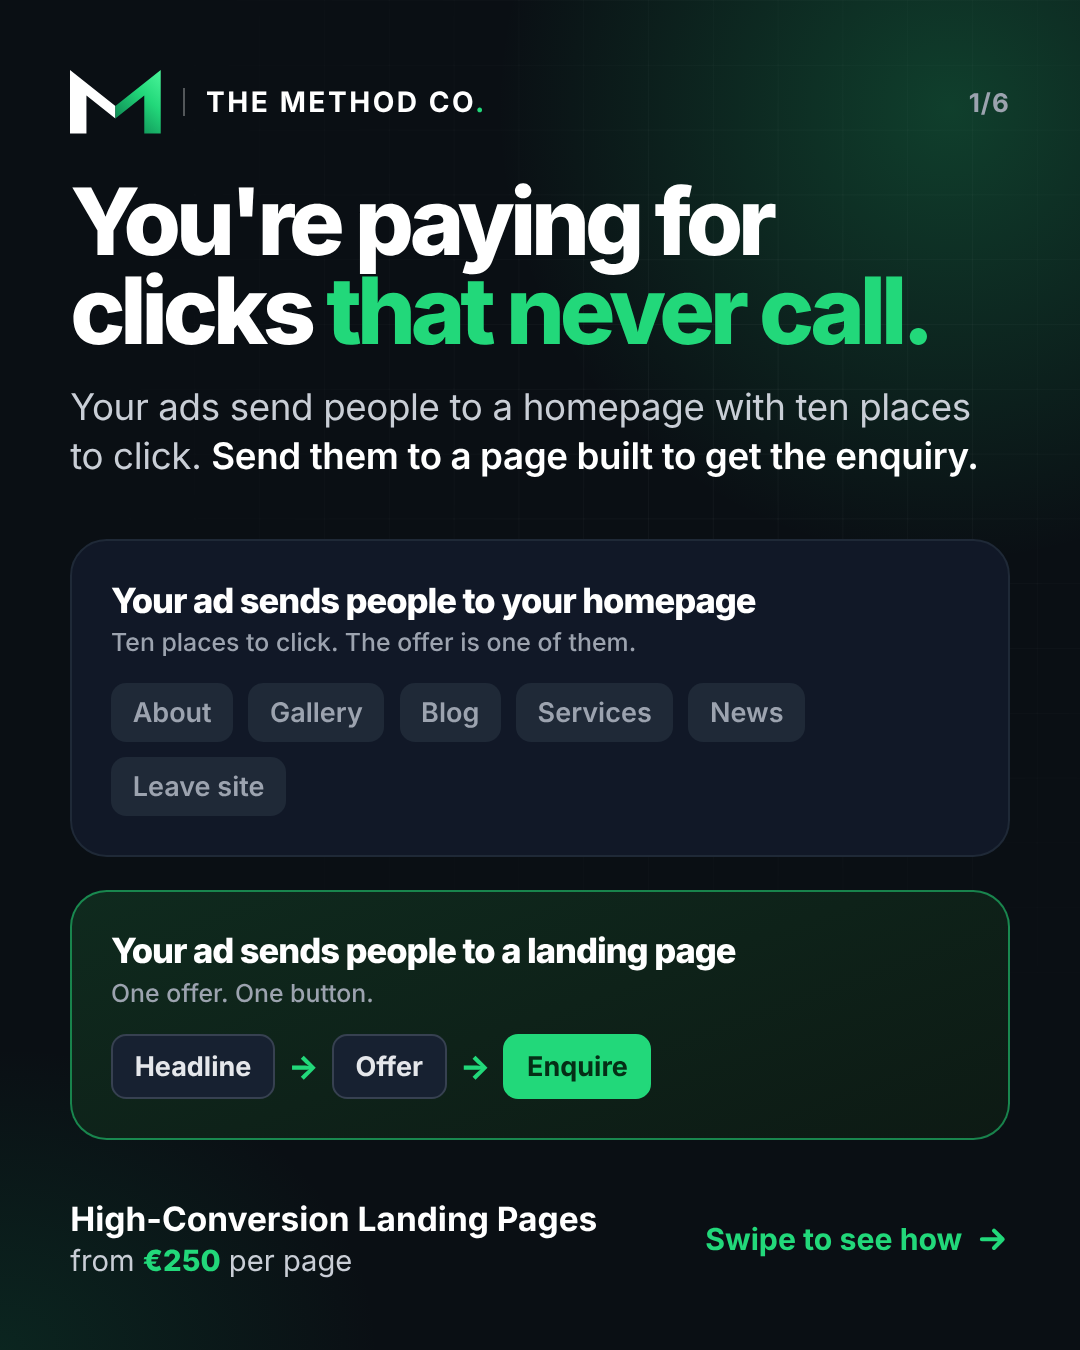 THE METHOD CO.
1/6
You're paying for
clicks that never call.
Your ads send people to a homepage with ten places
to click. Send them to a page built to get the enquiry.
Your ad sends people to your homepage
Ten places to click. The offer is one of them.
About Gallery Blog Services News
Leave site
Your ad sends people to a landing page
One offer. One button.
Headline → Offer → Enquire
High-Conversion Landing Pages
from €250 per page
Swipe to see how →